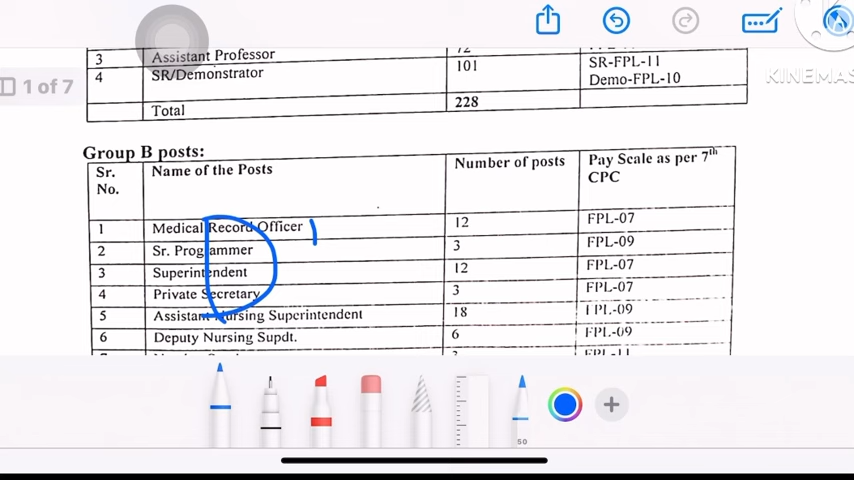 3 Assistant Professor 72
4 SR/Demonstrator 101 SR-FPL-11
Demo-FPL-10
Total 228
1 of 7
KINEMAS
Group B posts:
Sr. No. Name of the Posts Number of posts Pay Scale as per 7th CPC
1 Medical Record Officer 12 FPL-07
2 Sr. Programmer 3 FPL-09
3 Superintendent 12 FPL-07
4 Private Secretary 3 FPL-07
5 Assistant Nursing Superintendent 18 FPL-09
6 Deputy Nursing Supdt. 6 FPL-09
FPL-11
50